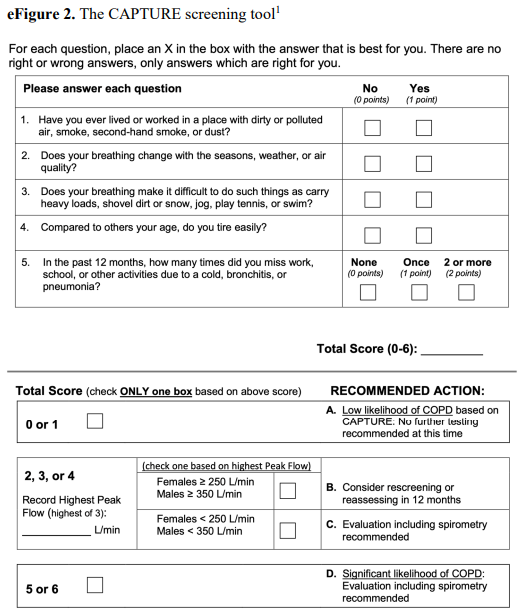 eFigure 2. The CAPTURE screening tool¹
For each question, place an X in the box with the answer that is best for you. There are no
right or wrong answers, only answers which are right for you.
Please answer each question No Yes
(0 points) (1 point)
1. Have you ever lived or worked in a place with dirty or polluted
air, smoke, second-hand smoke, or dust?
2. Does your breathing change with the seasons, weather, or air
quality?
3. Does your breathing make it difficult to do such things as carry
heavy loads, shovel dirt or snow, jog, play tennis, or swim?
4. Compared to others your age, do you tire easily?
5. In the past 12 months, how many times did you miss work,
school, or other activities due to a cold, bronchitis, or
pneumonia?
None Once 2 or more
(0 points) (1 point) (2 points)
Total Score (0-6): ________
Total Score (check ONLY one box based on above score) RECOMMENDED ACTION:
0 or 1
A. Low likelihood of COPD based on
CAPTURE. No further testing
recommended at this time
2, 3, or 4
Record Highest Peak
Flow (highest of 3):
__________ L/min
(check one based on highest Peak Flow)
Females ≥ 250 L/min
Males ≥ 350 L/min
B. Consider rescreening or
reassessing in 12 months
Females < 250 L/min
Males < 350 L/min
C. Evaluation including spirometry
recommended
5 or 6
D. Significant likelihood of COPD:
Evaluation including spirometry
recommended